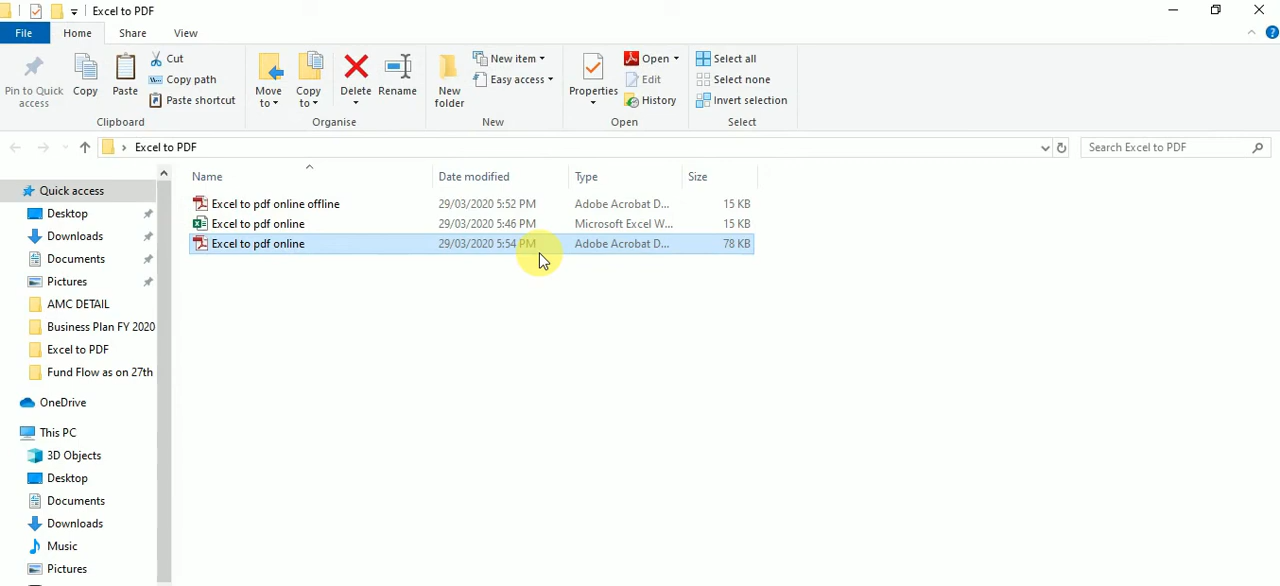 Excel to PDF
File Home Share View
Pin to Quick access
Copy
Paste
Cut
Copy path
Paste shortcut
Clipboard
Move to
Copy to
Delete
Rename
Organise
New folder
New item
Easy access
New
Properties
Open
Edit
History
Open
Select all
Select none
Invert selection
Select
Excel to PDF
Search Excel to PDF
Name Date modified Type Size
Excel to pdf online offline 29/03/2020 5:52 PM Adobe Acrobat D... 15 KB
Excel to pdf online 29/03/2020 5:46 PM Microsoft Excel W... 15 KB
Excel to pdf online 29/03/2020 5:54 PM Adobe Acrobat D... 78 KB
Quick access
Desktop
Downloads
Documents
Pictures
AMC DETAIL
Business Plan FY 2020
Excel to PDF
Fund Flow as on 27th
OneDrive
This PC
3D Objects
Desktop
Documents
Downloads
Music
Pictures